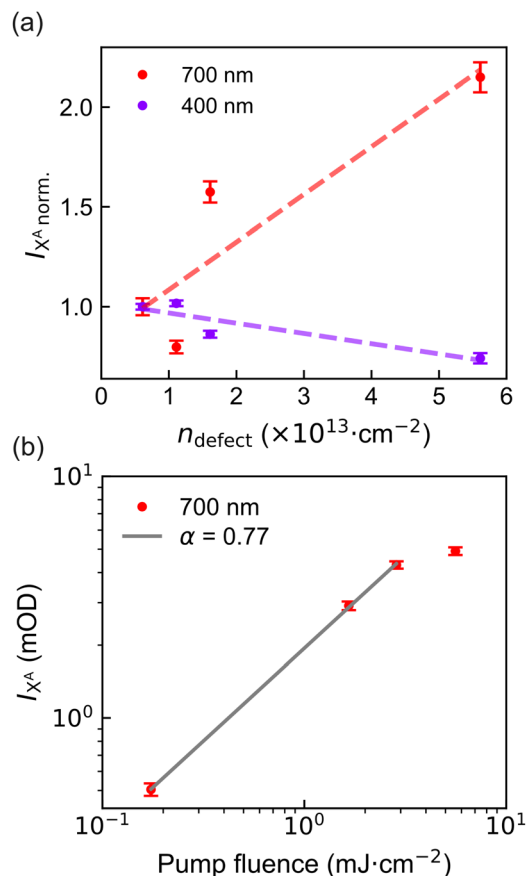 (a)
700 nm
400 nm
2.0
1.5
1.0
I_{X^A norm.}
0 1 2 3 4 5 6
n_{defect} (×10^{13}·cm^{−2})
(b)
10^1
700 nm
α = 0.77
10^0
I_{X^A} (mOD)
10^{−1} 10^0 10^1
Pump fluence (mJ·cm^{−2})